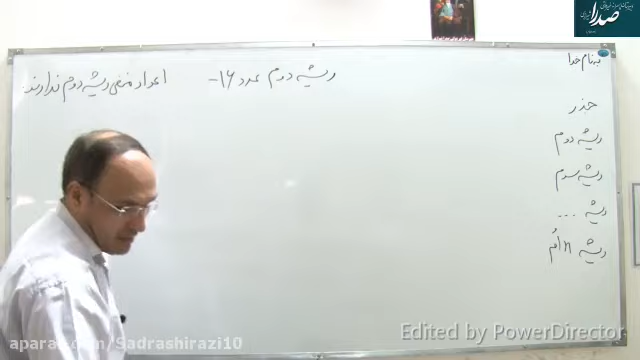 به نام خدا
جذر
ریشه دوم
ریشه سوم
ریشه ...
ریشه n اُم
ریشه دوم عدد ۱۶-
اعداد منفی ریشه دوم ندارند.
صدرا
Edited by PowerDirector
aparat.com/Sadrashirazi10